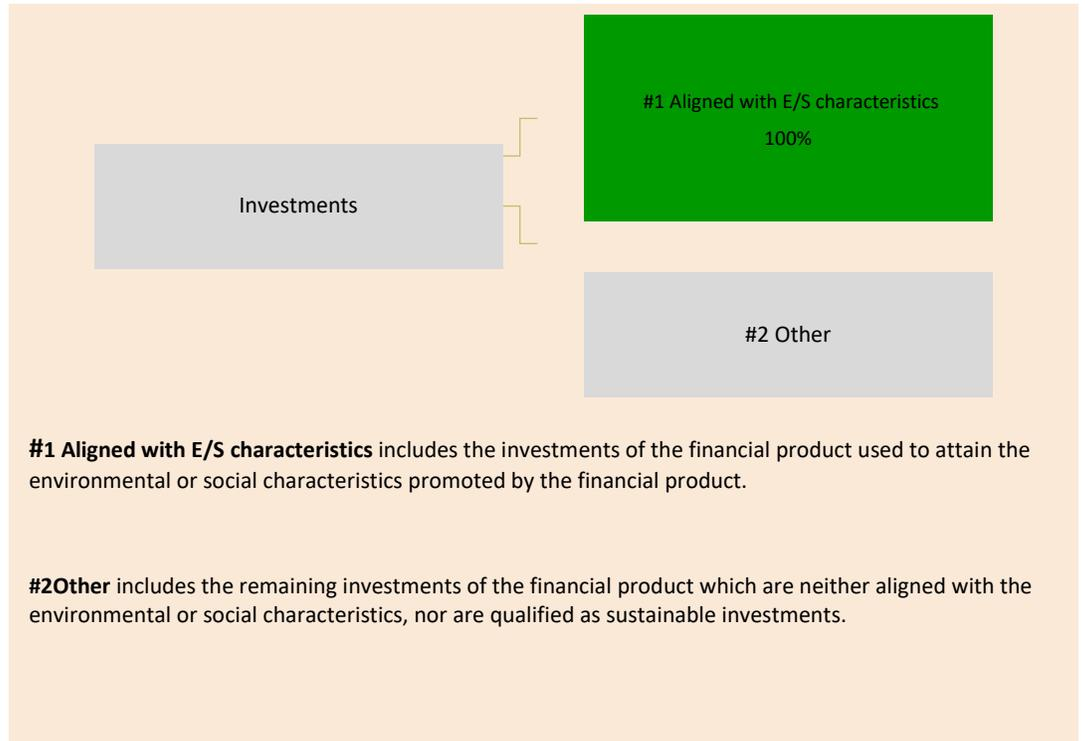 #1 Aligned with E/S characteristics
100%
Investments
#2 Other
#1 Aligned with E/S characteristics includes the investments of the financial product used to attain the
environmental or social characteristics promoted by the financial product.
#2Other includes the remaining investments of the financial product which are neither aligned with the
environmental or social characteristics, nor are qualified as sustainable investments.